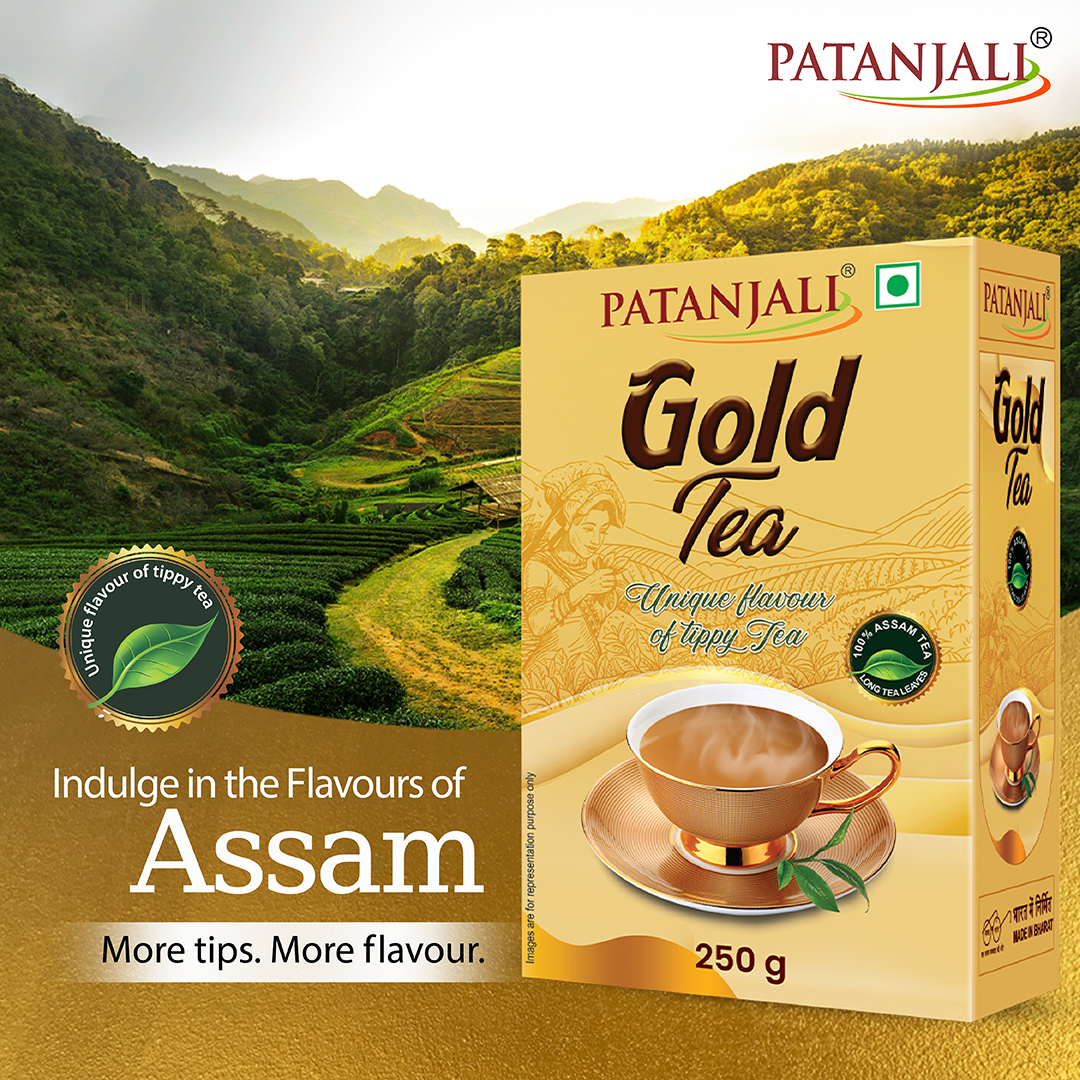 PATANJALI®
PATANJALI®
Gold
Tea
Unique flavour
of tippy Tea
100% ASSAM TEA
LONG TEA LEAVES
250 g
Images are for representation purpose only
PATANJALI®
Gold
Tea
ASSAM TEA
भारत में निर्मित
MADE IN BHARAT
Unique flavour of tippy tea
Indulge in the Flavours of
Assam
More tips. More flavour.